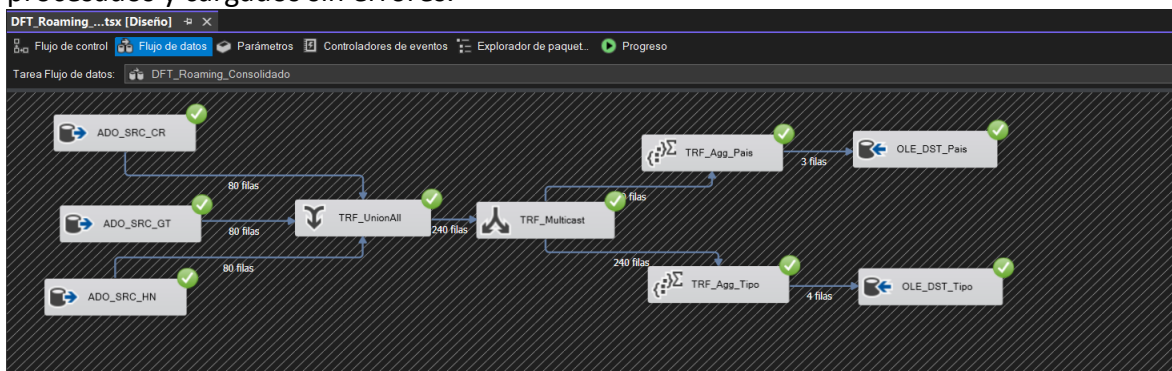 procesados y cargados sin errores.
DFT_Roaming_...tsx [Diseño]
Flujo de control Flujo de datos Parámetros Controladores de eventos Explorador de paquet... Progreso
Tarea Flujo de datos: DFT_Roaming_Consolidado
ADO_SRC_CR
TRF_Agg_Pais
3 filas
OLE_DST_Pais
80 filas
filas
ADO_SRC_GT
80 filas
TRF_UnionAll
240 filas
TRF_Multicast
80 filas
240 filas
ADO_SRC_HN
TRF_Agg_Tipo
4 filas
OLE_DST_Tipo